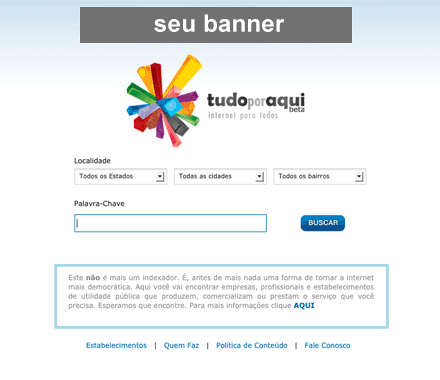 seu banner
tudoporaqui
beta
internet para todos
Localidade
Todos os Estados Todas as cidades Todos os bairros
Palavra-Chave
BUSCAR
Este não é mais um indexador. É, antes de mais nada uma forma de tornar a internet
mais democrática. Aqui você vai encontrar empresas, profissionais e estabelecimentos
de utilidade pública que produzem, comercializam ou prestam o serviço que você
precisa. Esperamos que encontre. Para mais informações clique AQUI
Estabelecimentos | Quem Faz | Política de Conteúdo | Fale Conosco